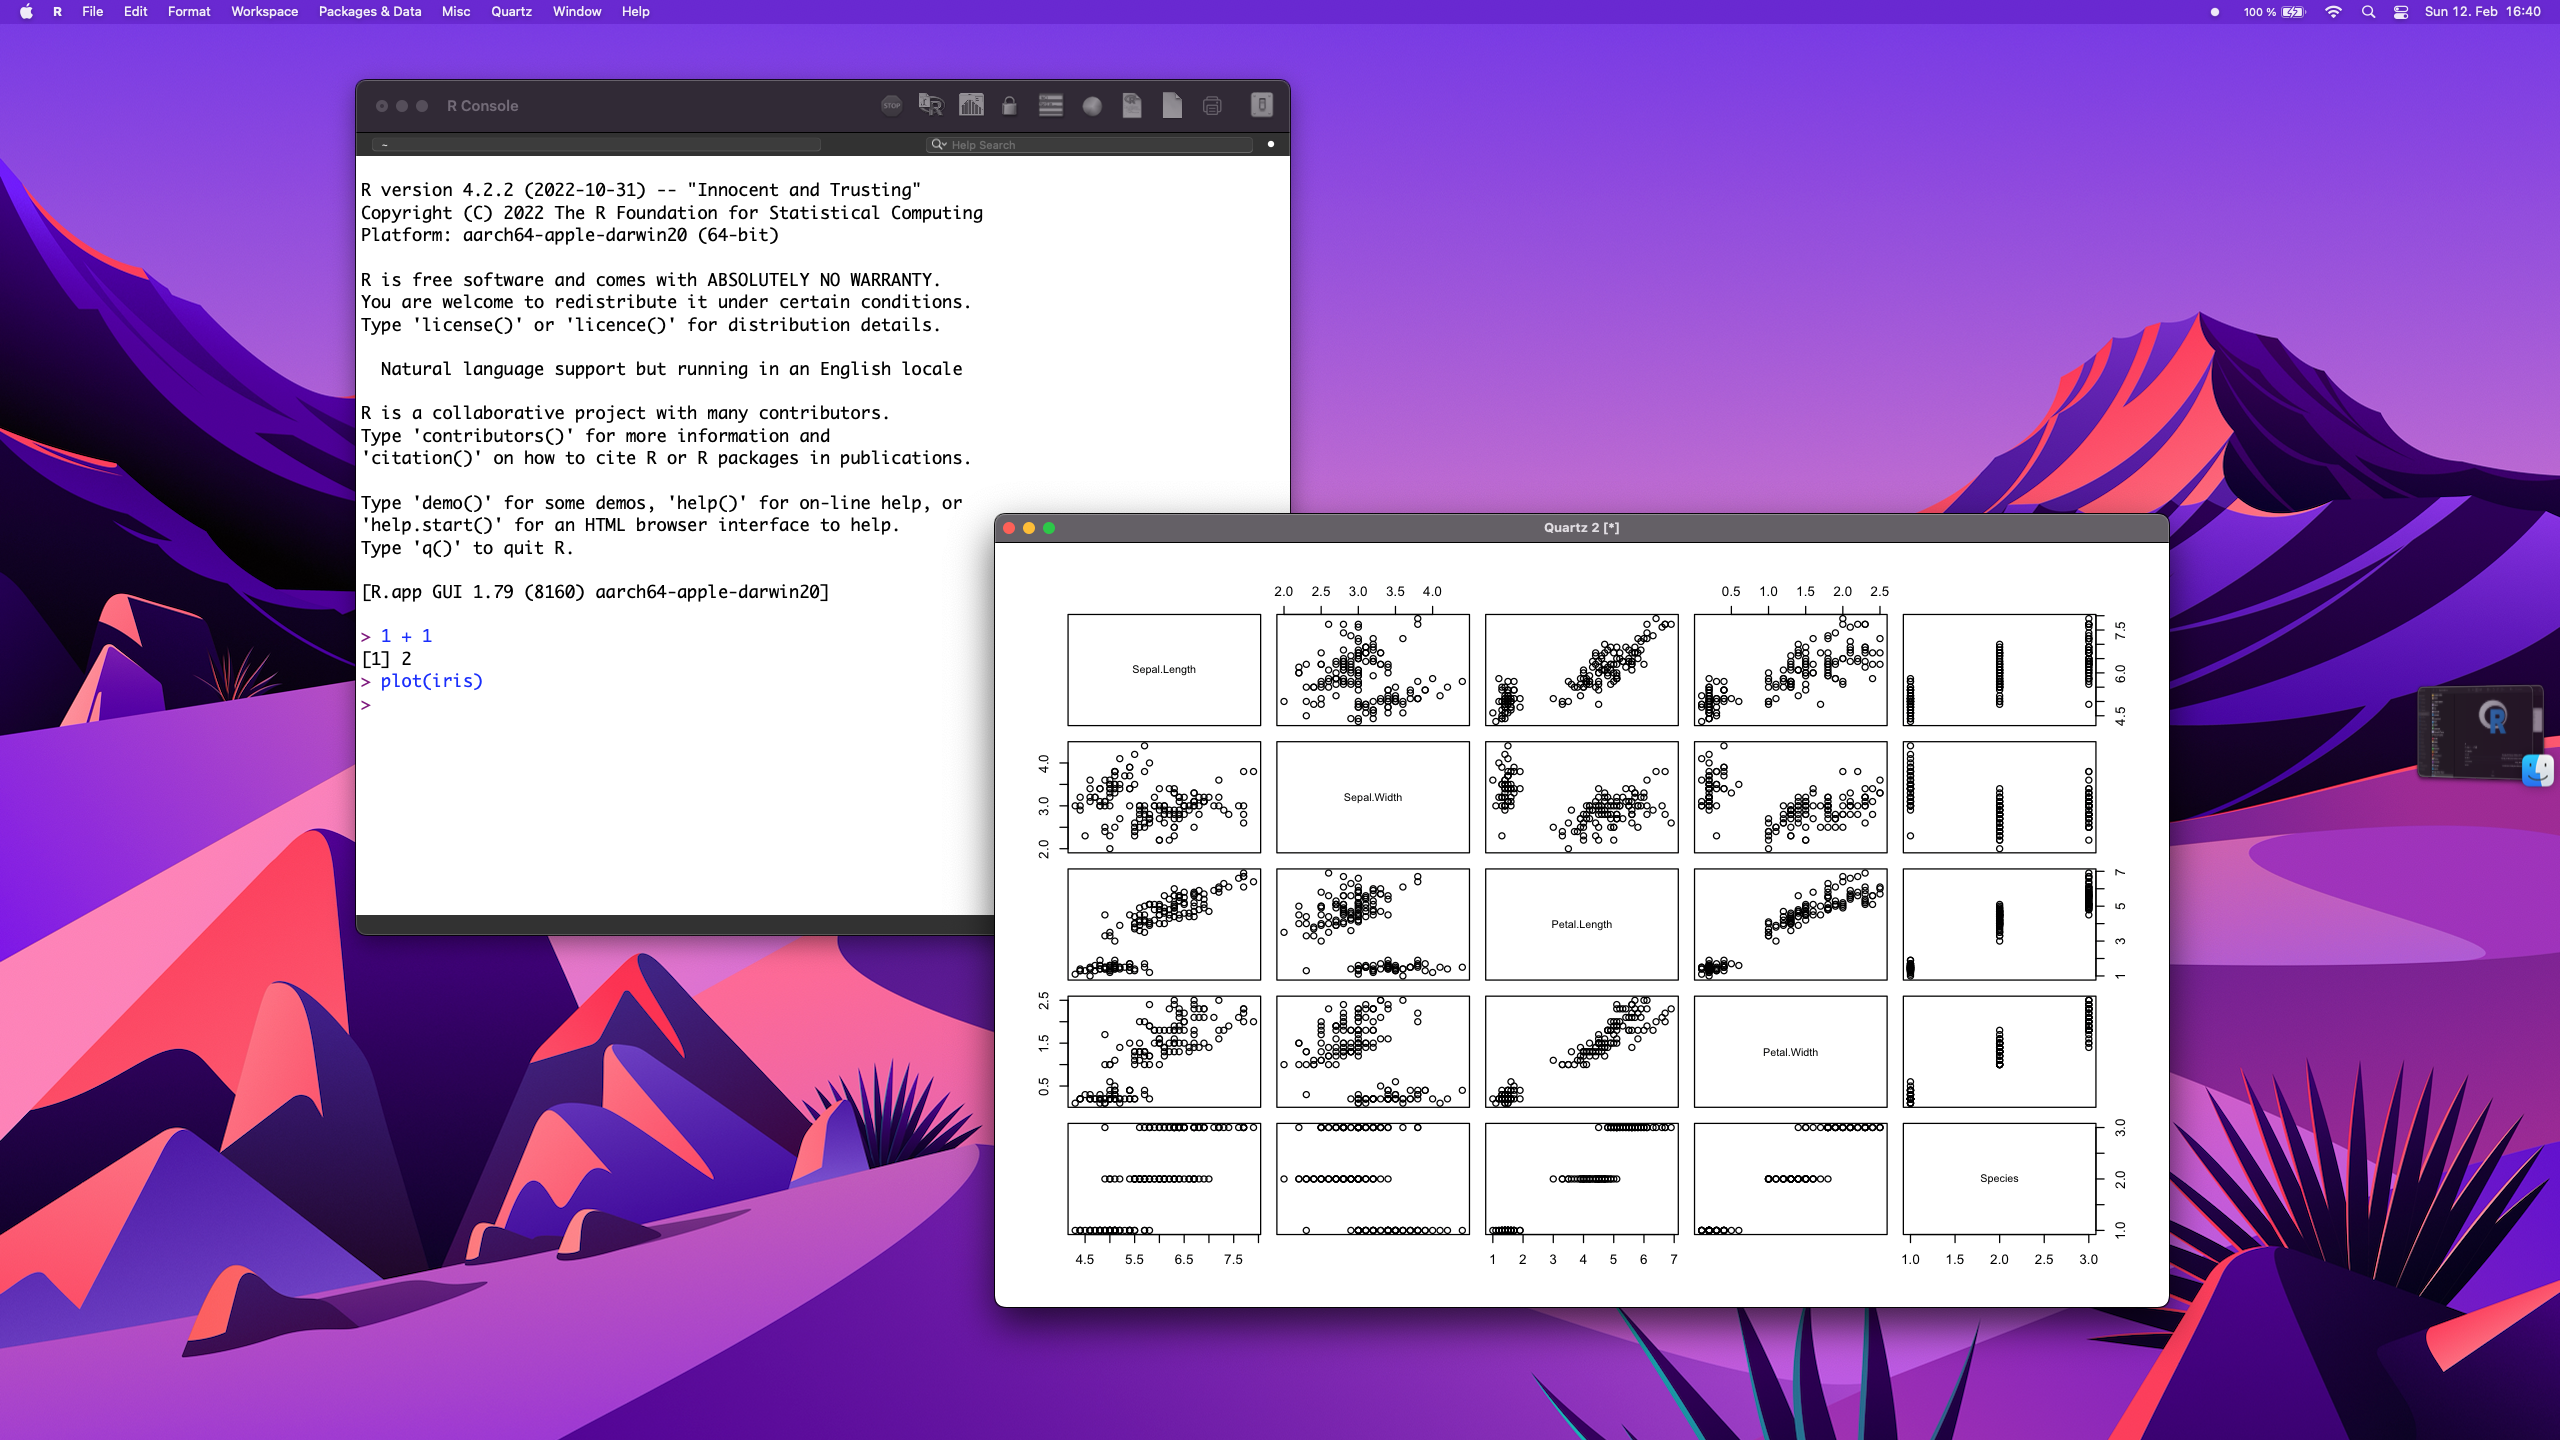 R File Edit Format Workspace Packages & Data Misc Quartz Window Help
100 % Sun 12. Feb 16:40
R Console
STOP
~
Help Search
R version 4.2.2 (2022-10-31) -- "Innocent and Trusting"
Copyright (C) 2022 The R Foundation for Statistical Computing
Platform: aarch64-apple-darwin20 (64-bit)
R is free software and comes with ABSOLUTELY NO WARRANTY.
You are welcome to redistribute it under certain conditions.
Type 'license()' or 'licence()' for distribution details.
Natural language support but running in an English locale
R is a collaborative project with many contributors.
Type 'contributors()' for more information and
'citation()' on how to cite R or R packages in publications.
Type 'demo()' for some demos, 'help()' for on-line help, or
'help.start()' for an HTML browser interface to help.
Type 'q()' to quit R.
[R.app GUI 1.79 (8160) aarch64-apple-darwin20]
> 1 + 1
[1] 2
> plot(iris)
>
Quartz 2 [*]
2.0 2.5 3.0 3.5 4.0
0.5 1.0 1.5 2.0 2.5
Sepal.Length
4.5 6.0 7.5
2.0 3.0 4.0
Sepal.Width
Petal.Length
1 3 5 7
0.5 1.5 2.5
Petal.Width
Species
1.0 2.0 3.0
4.5 5.5 6.5 7.5
1 2 3 4 5 6 7
1.0 1.5 2.0 2.5 3.0
R